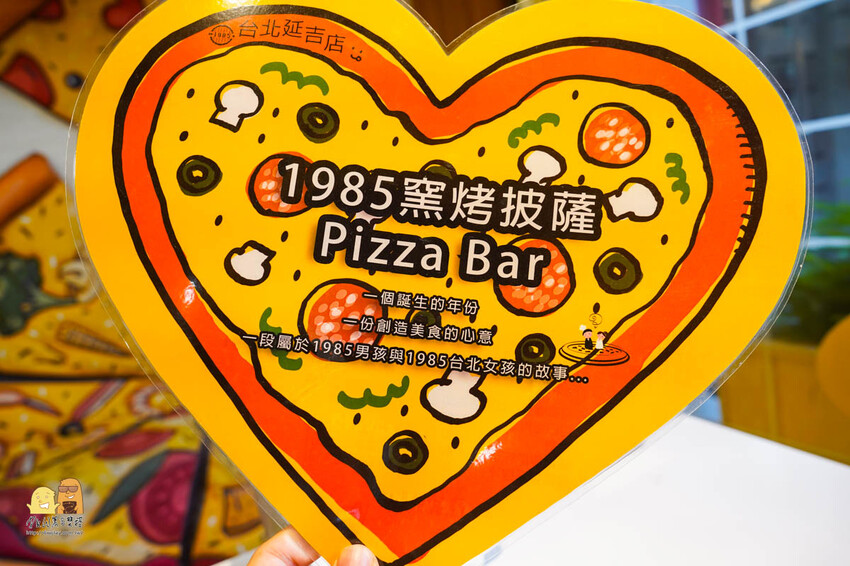 1985 台北延吉店
1985窯烤披薩
Pizza Bar
一個誕生的年份
一份創造美食的心意
一段屬於1985男孩與1985台北女孩的故事...